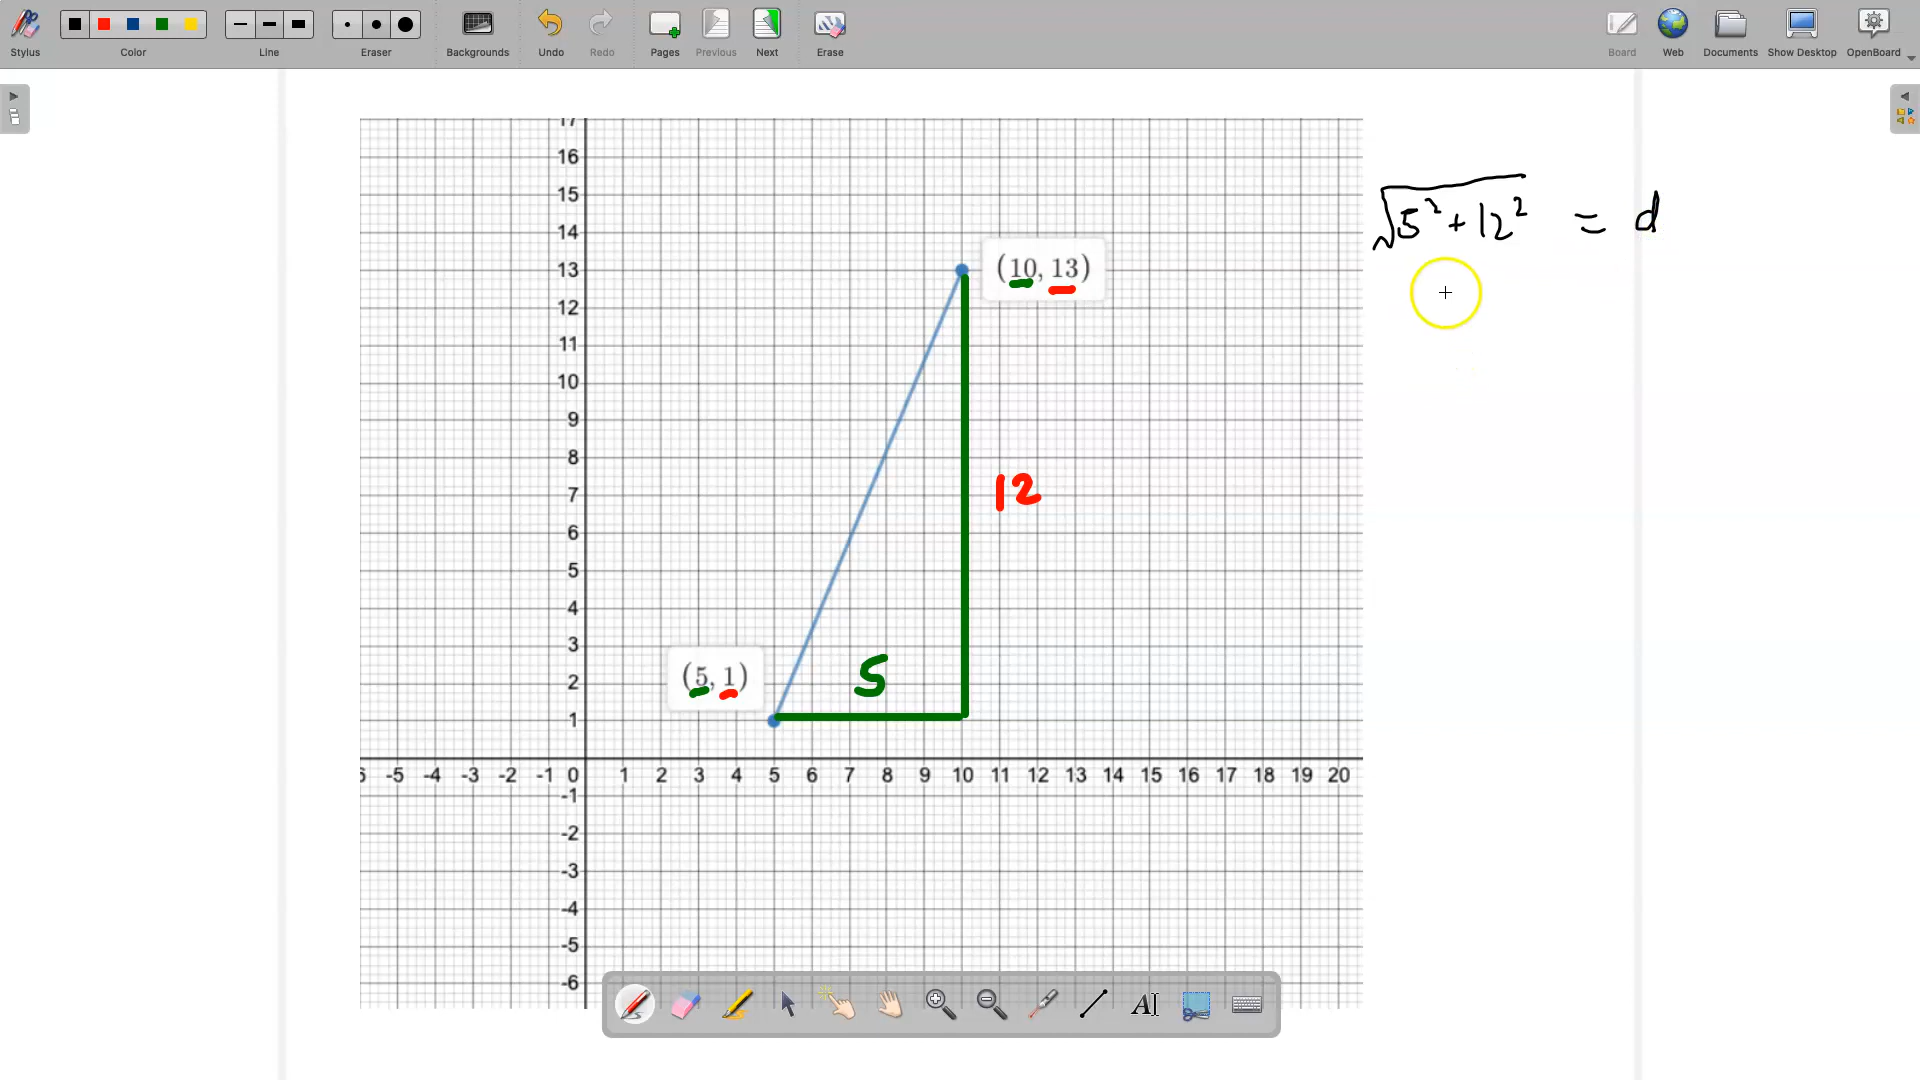 Stylus
Color
Line
Eraser
Backgrounds
Undo
Redo
Pages
Previous
Next
Erase
Board
Web
Documents
Show Desktop
OpenBoard
17
16
15
14
13
12
11
10
9
8
7
6
5
4
3
2
1
-5 -4 -3 -2 -1 0 1 2 3 4 5 6 7 8 9 10 11 12 13 14 15 16 17 18 19 20
-1
-2
-3
-4
-5
-6
(10, 13)
(5, 1)
12
5
√5² + 12² = d